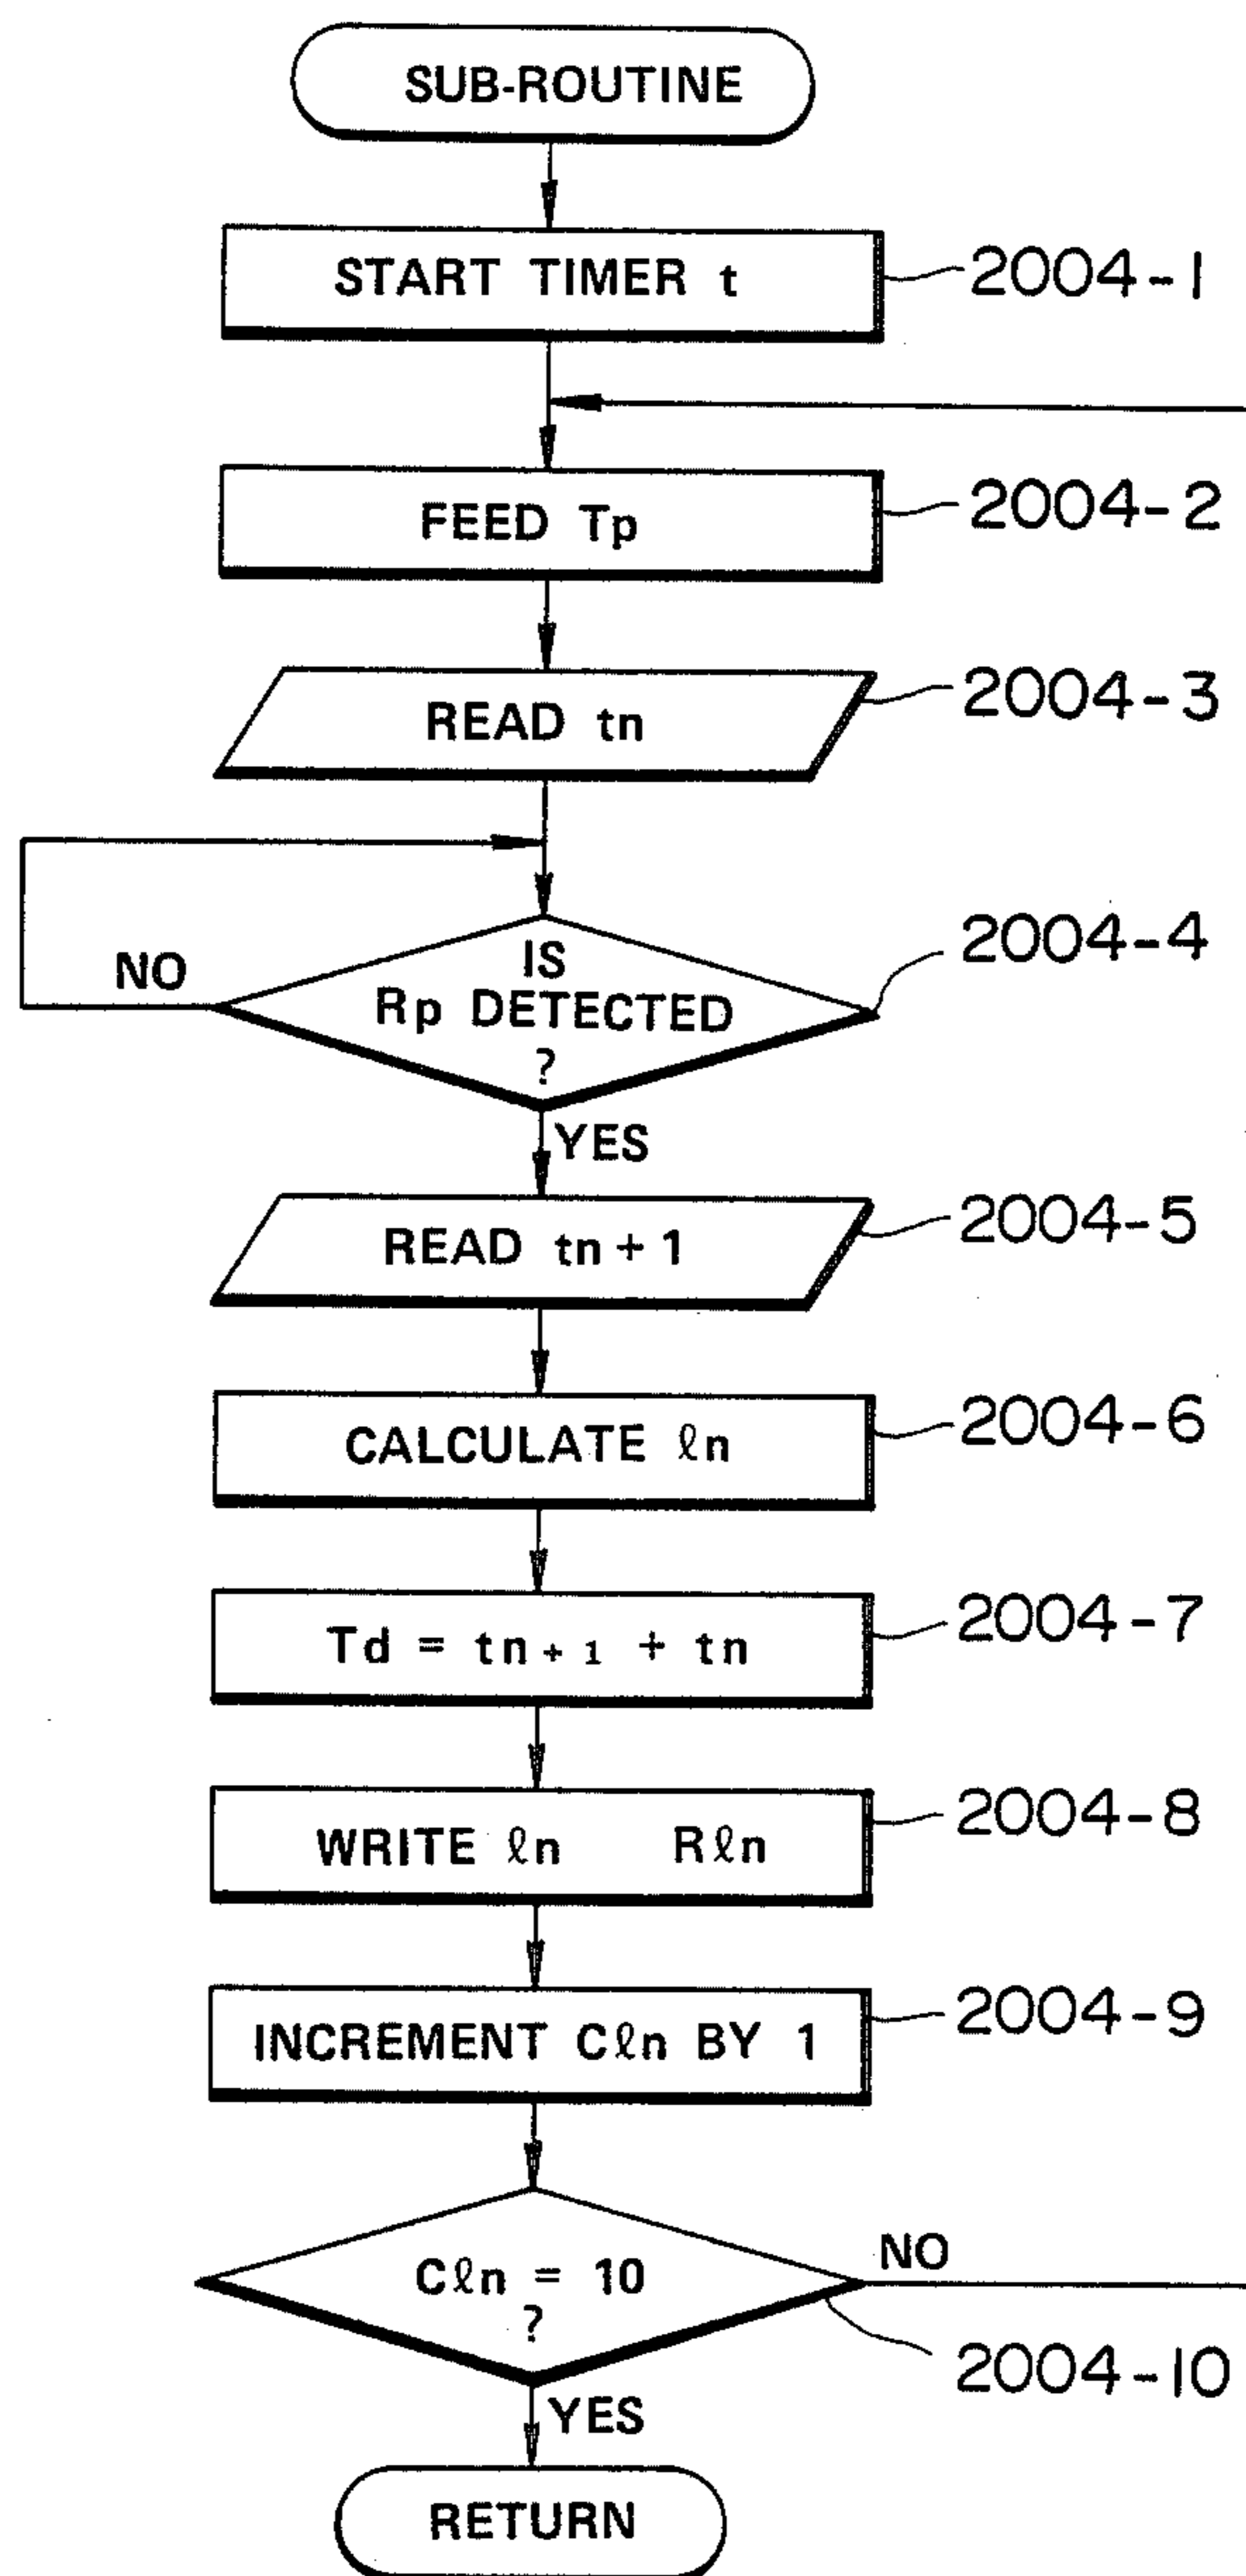 SUB-ROUTINE
START TIMER t
2004-1
FEED Tp
2004-2
READ tn
2004-3
NO
IS
Rp DETECTED
?
2004-4
YES
READ tn + 1
2004-5
CALCULATE ℓn
2004-6
Td = tn + 1 + tn
2004-7
WRITE ℓn Rℓn
2004-8
INCREMENT Cℓn BY 1
2004-9
Cℓn = 10
?
NO
2004-10
YES
RETURN